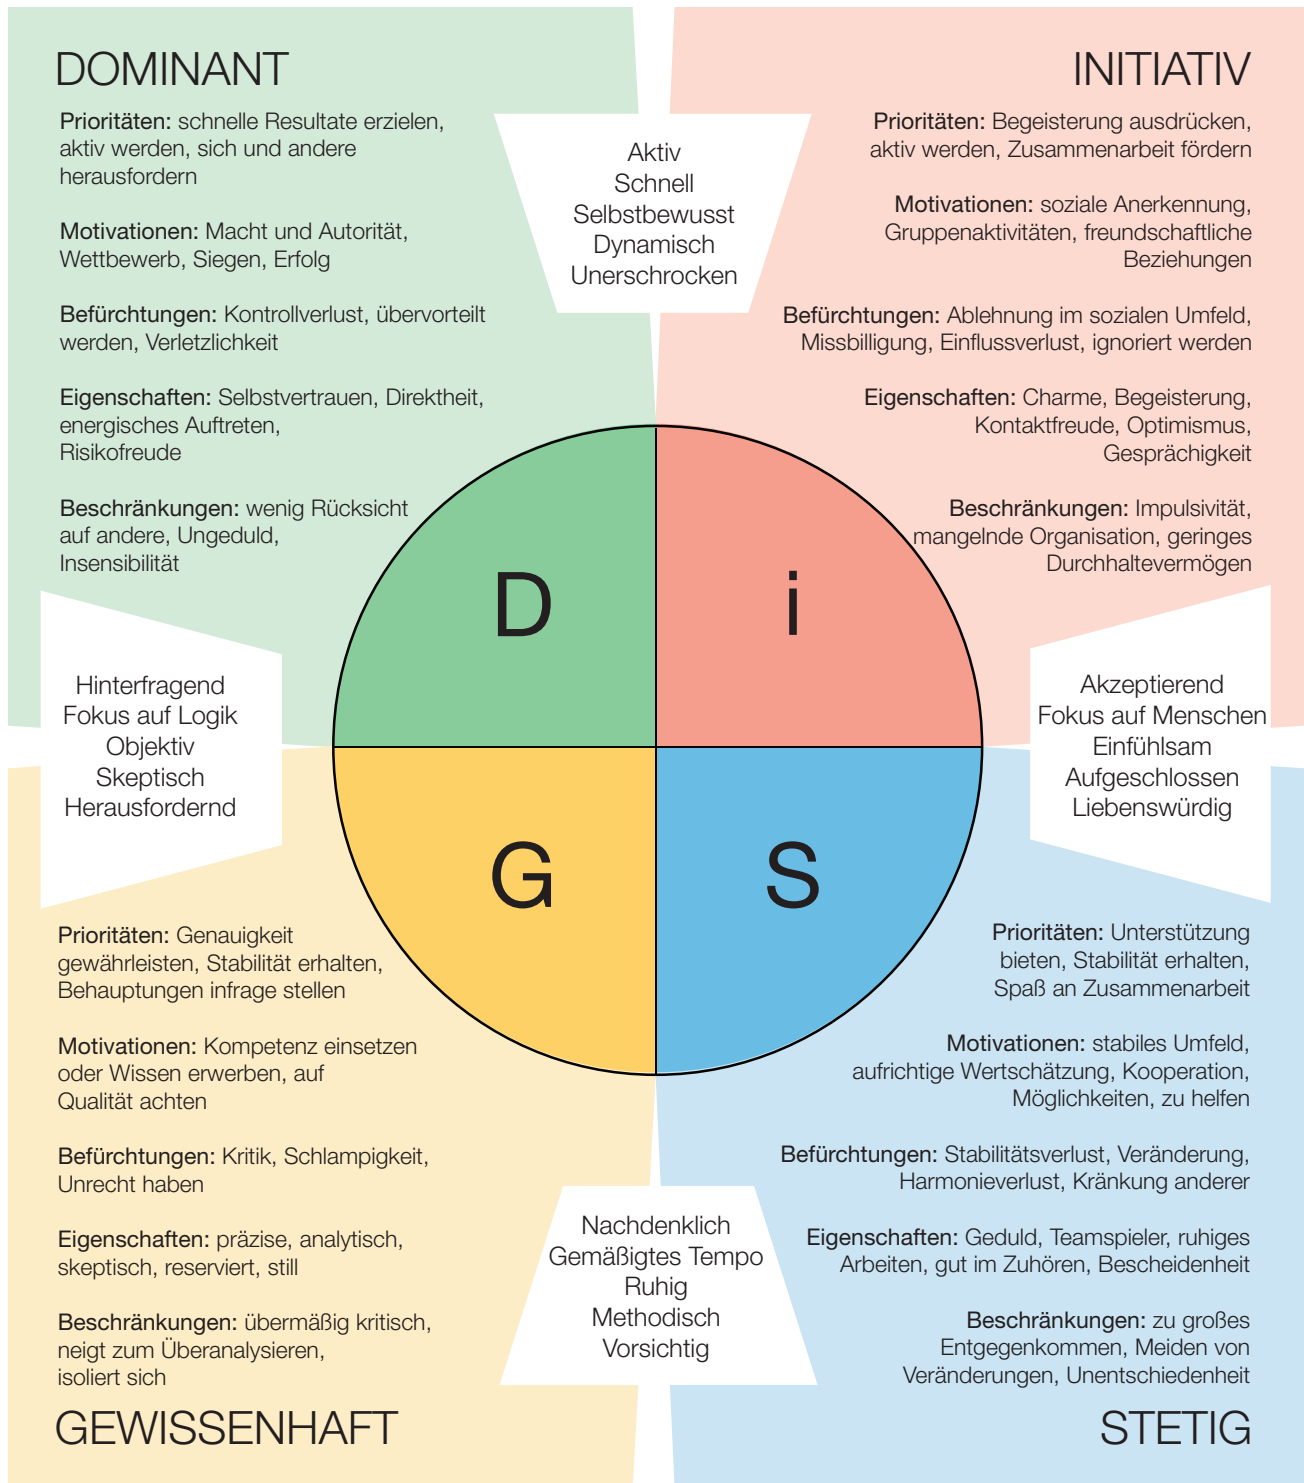 DOMINANT
Prioritäten: schnelle Resultate erzielen,
aktiv werden, sich und andere
herausfordern
Motivationen: Macht und Autorität,
Wettbewerb, Siegen, Erfolg
Befürchtungen: Kontrollverlust, übervorteilt
werden, Verletzlichkeit
Eigenschaften: Selbstvertrauen, Direktheit,
energisches Auftreten,
Risikofreude
Beschränkungen: wenig Rücksicht
auf andere, Ungeduld,
Insensibilität
Aktiv
Schnell
Selbstbewusst
Dynamisch
Unerschrocken
INITIATIV
Prioritäten: Begeisterung ausdrücken,
aktiv werden, Zusammenarbeit fördern
Motivationen: soziale Anerkennung,
Gruppenaktivitäten, freundschaftliche
Beziehungen
Befürchtungen: Ablehnung im sozialen Umfeld,
Missbilligung, Einflussverlust, ignoriert werden
Eigenschaften: Charme, Begeisterung,
Kontaktfreude, Optimismus,
Gesprächigkeit
Beschränkungen: Impulsivität,
mangelnde Organisation, geringes
Durchhaltevermögen
D
i
Hinterfragend
Fokus auf Logik
Objektiv
Skeptisch
Herausfordernd
Akzeptierend
Fokus auf Menschen
Einfühlsam
Aufgeschlossen
Liebenswürdig
G
S
Prioritäten: Genauigkeit
gewährleisten, Stabilität erhalten,
Behauptungen infrage stellen
Motivationen: Kompetenz einsetzen
oder Wissen erwerben, auf
Qualität achten
Befürchtungen: Kritik, Schlampigkeit,
Unrecht haben
Eigenschaften: präzise, analytisch,
skeptisch, reserviert, still
Beschränkungen: übermäßig kritisch,
neigt zum Überanalysieren,
isoliert sich
GEWISSENHAFT
Nachdenklich
Gemäßigtes Tempo
Ruhig
Methodisch
Vorsichtig
Prioritäten: Unterstützung
bieten, Stabilität erhalten,
Spaß an Zusammenarbeit
Motivationen: stabiles Umfeld,
aufrichtige Wertschätzung, Kooperation,
Möglichkeiten, zu helfen
Befürchtungen: Stabilitätsverlust, Veränderung,
Harmonieverlust, Kränkung anderer
Eigenschaften: Geduld, Teamspieler, ruhiges
Arbeiten, gut im Zuhören, Bescheidenheit
Beschränkungen: zu großes
Entgegenkommen, Meiden von
Veränderungen, Unentschiedenheit
STETIG